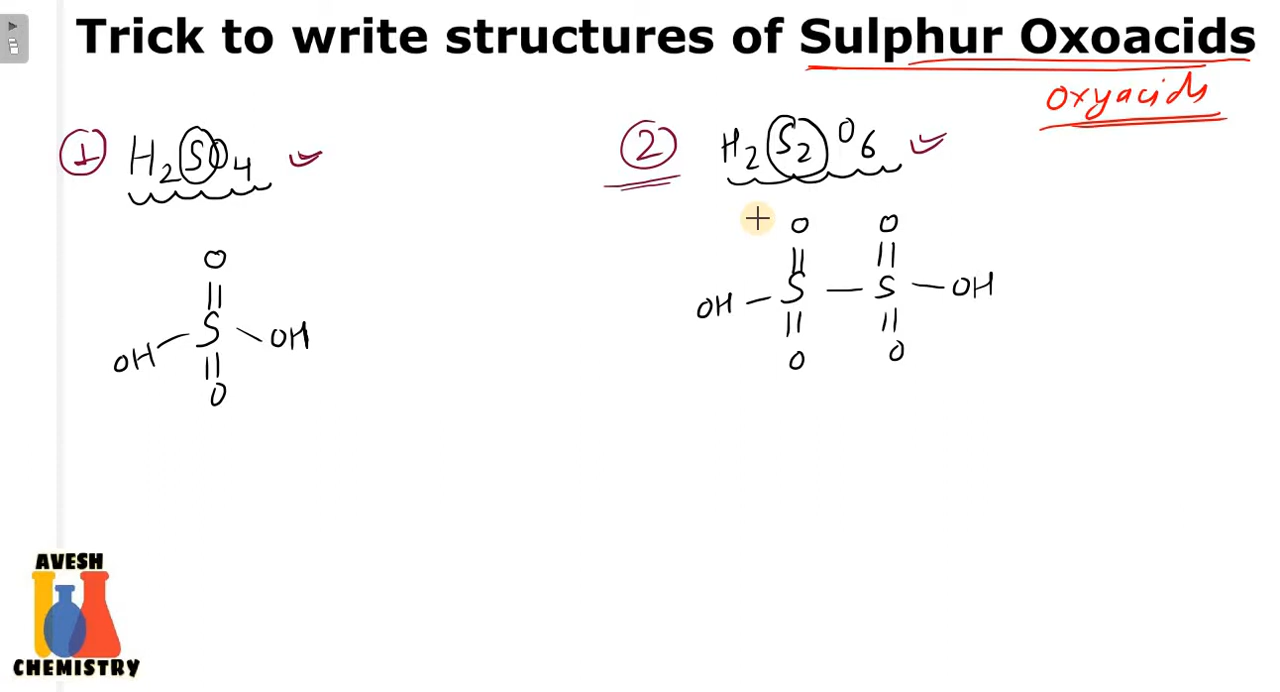 Trick to write structures of Sulphur Oxoacids
oxyacids
1 H2SO4
O
||
S
OH OH
||
O
2 H2S2O6
O O
|| ||
OH — S — S — OH
|| ||
O O
AVESH
CHEMISTRY